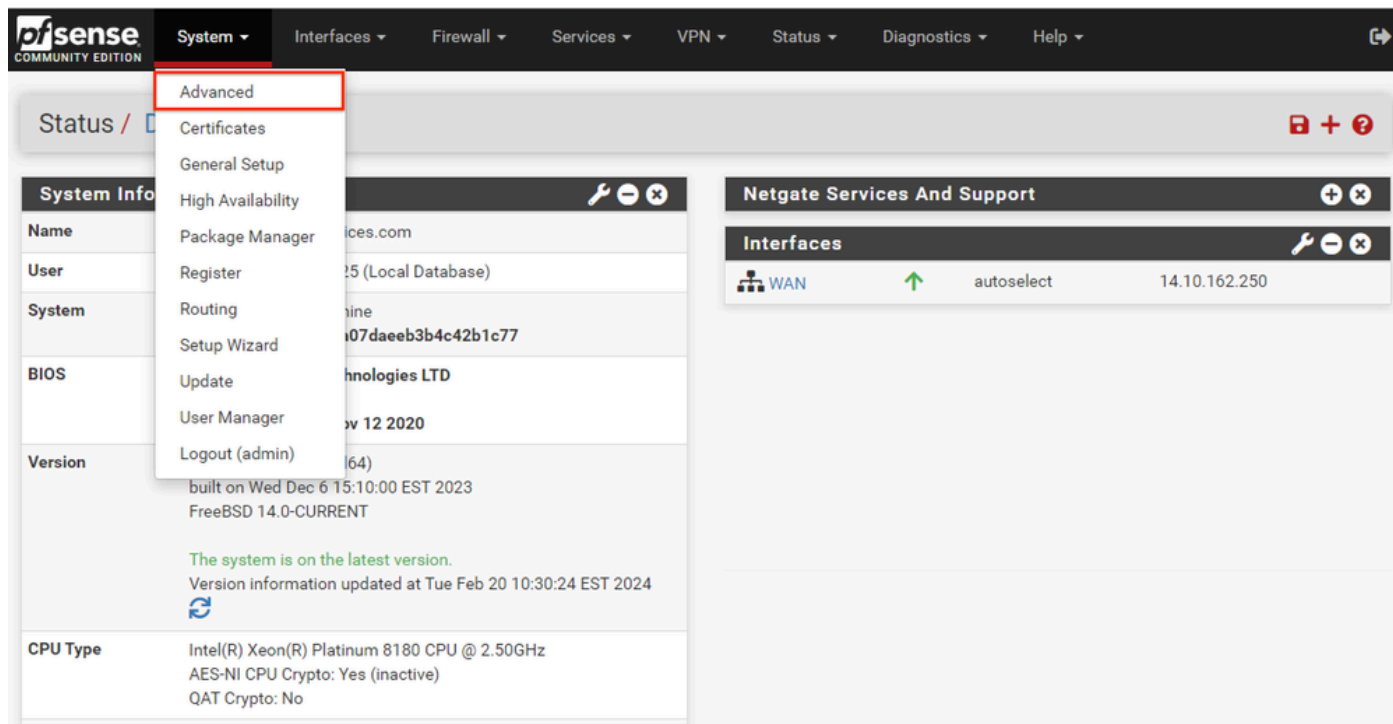 pfsense
COMMUNITY EDITION
System
Interfaces
Firewall
Services
VPN
Status
Diagnostics
Help
Advanced
Certificates
General Setup
High Availability
Package Manager
Register
Routing
Setup Wizard
Update
User Manager
Logout (admin)
Status /
System Info
Name
ices.com
User
25 (Local Database)
System
hine
a07daeeb3b4c42b1c77
BIOS
hnologies LTD
ov 12 2020
Version
l64)
built on Wed Dec 6 15:10:00 EST 2023
FreeBSD 14.0-CURRENT
The system is on the latest version.
Version information updated at Tue Feb 20 10:30:24 EST 2024
CPU Type
Intel(R) Xeon(R) Platinum 8180 CPU @ 2.50GHz
AES-NI CPU Crypto: Yes (inactive)
QAT Crypto: No
Netgate Services And Support
Interfaces
WAN
autoselect
14.10.162.250